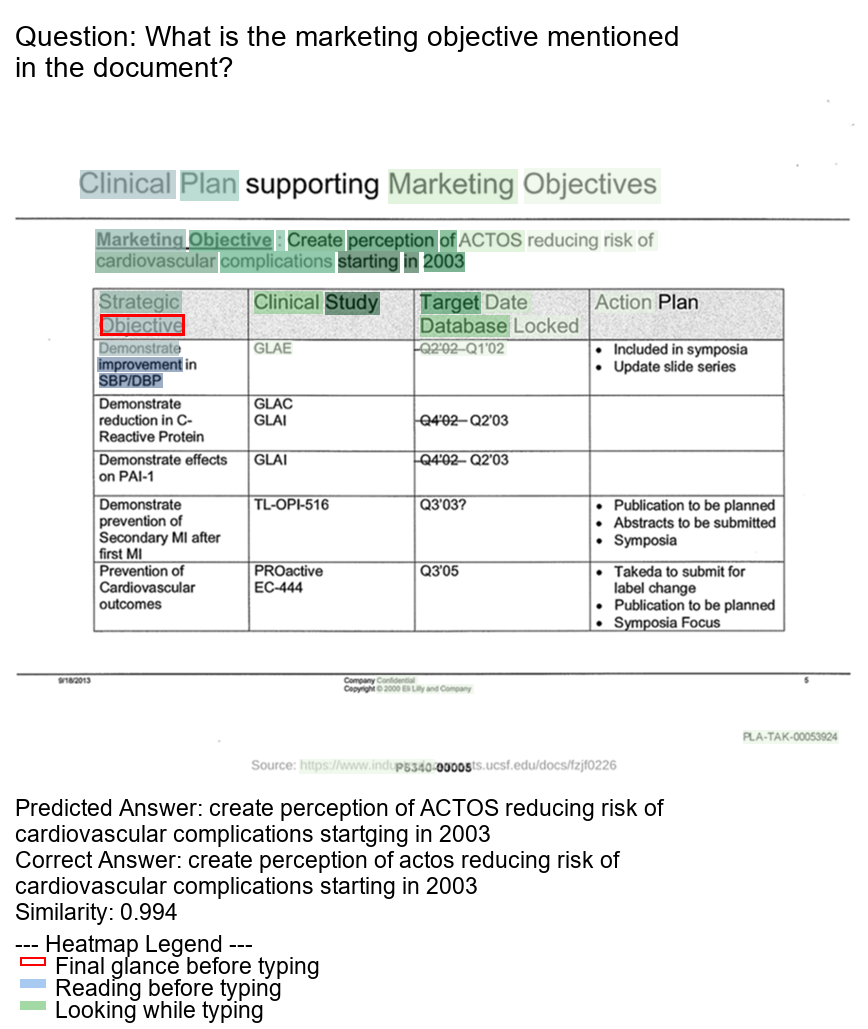 Question: What is the marketing objective mentioned
in the document?
Clinical Plan supporting Marketing Objectives
Marketing Objective : Create perception of ACTOS reducing risk of
cardiovascular complications starting in 2003
Strategic Objective
Clinical Study
Target Date Database Locked
Action Plan
Demonstrate improvement in SBP/DBP
GLAE
Q2'02 Q1'02
• Included in symposia
• Update slide series
Demonstrate reduction in C-Reactive Protein
GLAC
GLAI
Q4'02 Q2'03
Demonstrate effects on PAI-1
GLAI
Q4'02 Q2'03
Demonstrate prevention of Secondary MI after first MI
TL-OPI-516
Q3'03?
• Publication to be planned
• Abstracts to be submitted
• Symposia
Prevention of Cardiovascular outcomes
PROactive
EC-444
Q3'05
• Takeda to submit for label change
• Publication to be planned
• Symposia Focus
9/18/2013
Company Confidential
Copyright © 2000 Eli Lilly and Company
5
PLA-TAK-00053924
Source: https://www.indu ts.ucsf.edu/docs/fzjf0226
P5340-00005
Predicted Answer: create perception of ACTOS reducing risk of
cardiovascular complications startging in 2003
Correct Answer: create perception of actos reducing risk of
cardiovascular complications starting in 2003
Similarity: 0.994
--- Heatmap Legend ---
Final glance before typing
Reading before typing
Looking while typing